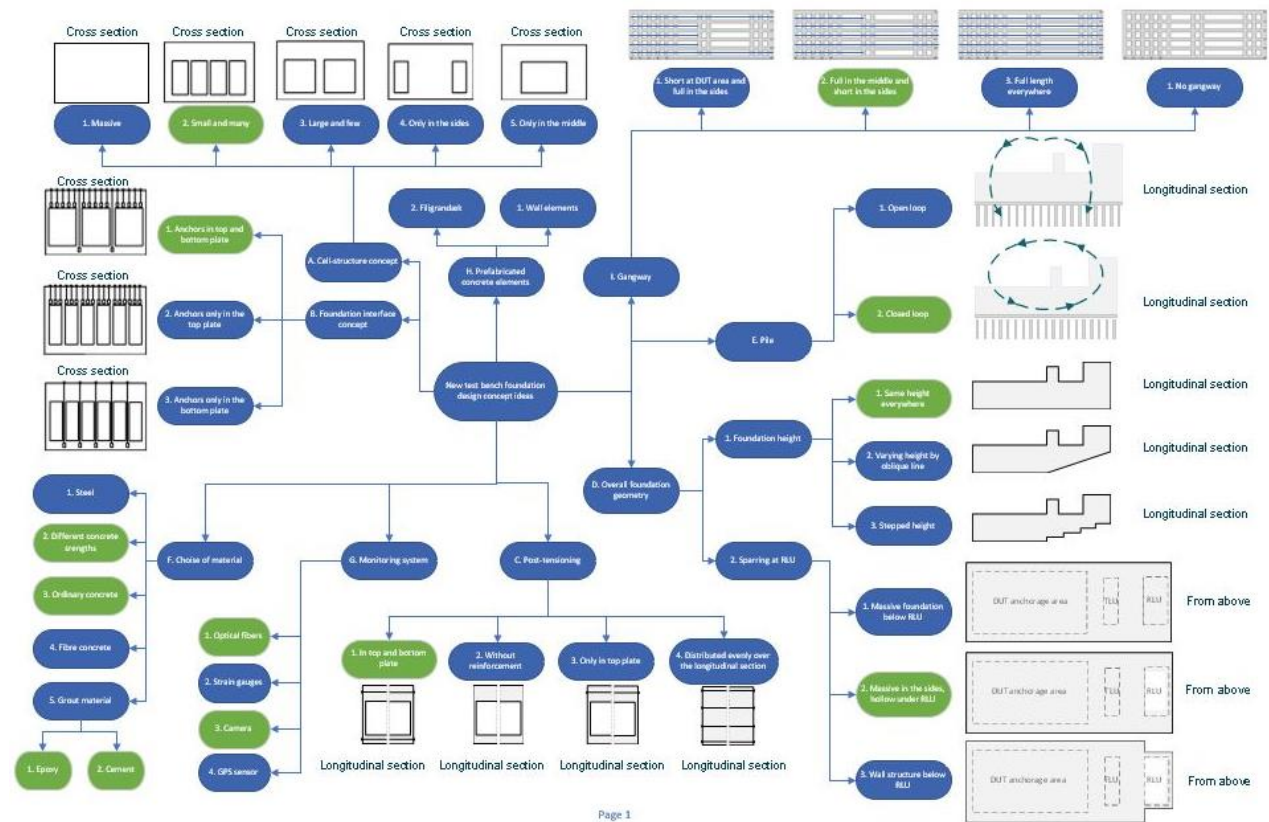 Cross section
Cross section
Cross section
Cross section
Cross section
1. Massive
2. Small and many
3. Large and few
4. Only in the sides
5. Only in the middle
1. Short at DUT area and
full in the sides
2. Full in the middle and
short in the sides
3. Full length
everywhere
1. No gangway
Cross section
1. Anchors in top and
bottom plate
Cross section
2. Anchors only in the
top plate
Cross section
3. Anchors only in the
bottom plate
2. Filigrandæk
1. Wall elements
A. Cell-structure concept
H. Prefabricated
concrete elements
B. Foundation interface
concept
I. Gangway
1. Open loop
Longitudinal section
E. Pile
2. Closed loop
Longitudinal section
New test bench foundation
design concept ideas
1. Same height
everywhere
Longitudinal section
1. Foundation height
2. Varying height by
oblique line
Longitudinal section
D. Overall foundation
geometry
3. Stepped height
Longitudinal section
2. Sparring at RLU
1. Massive foundation
below RLU
DUT anchorage area
TLU
RLU
From above
2. Massive in the sides,
hollow under RLU
DUT anchorage area
TLU
RLU
From above
3. Wall structure below
RLU
DUT anchorage area
TLU
RLU
From above
1. Steel
2. Different concrete
srengths
F. Choise of material
3. Ordinary concrete
4. Fibre concrete
5. Grout material
1. Epoxy
2. Cement
G. Monitoring system
1. Optical fibers
2. Strain gauges
3. Camera
4. GPS sensor
C. Post-tensioning
1. In top and bottom
plate
2. Without
reinforcement
3. Only in top plate
4. Distributed evenly over
the longitudinal section
Longitudinal section
Longitudinal section
Longitudinal section
Longitudinal section
Page 1